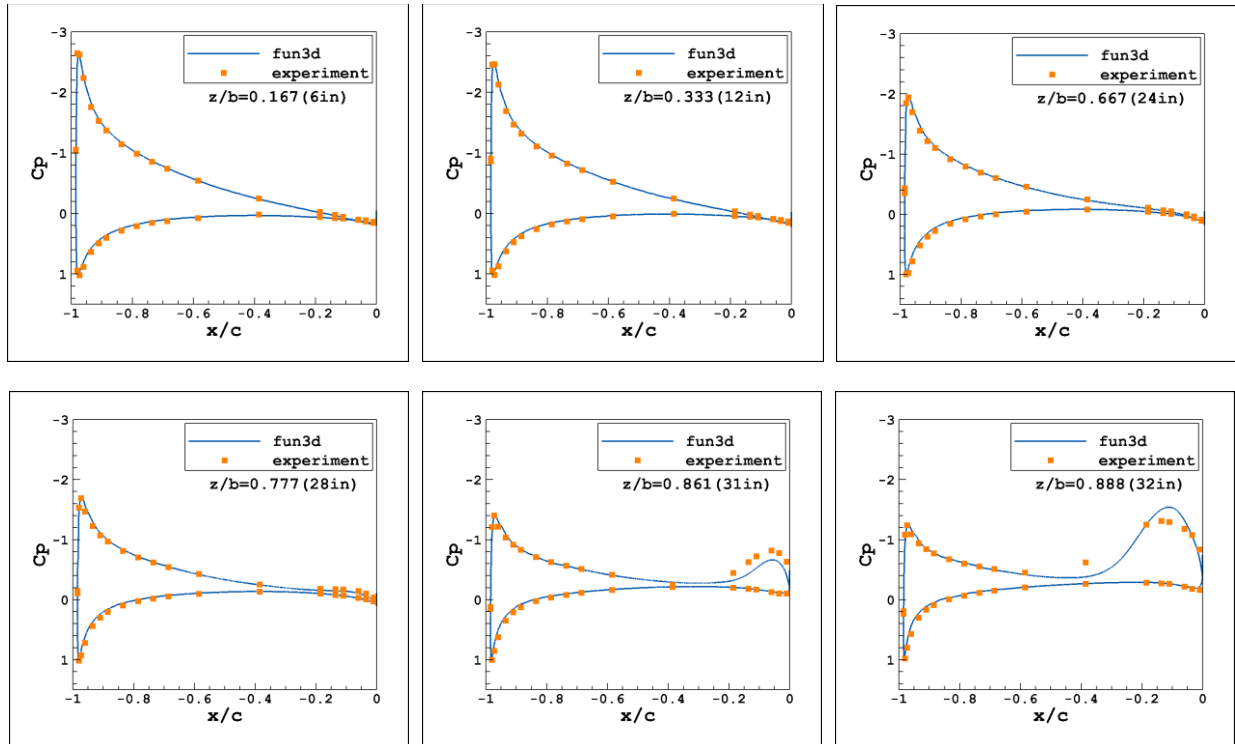 -3
fun3d
experiment
z/b=0.167(6in)
-2
-1
Cp
0
1
-1 -0.8 -0.6 -0.4 -0.2 0
x/c
-3
fun3d
experiment
z/b=0.333(12in)
-2
-1
Cp
0
1
-1 -0.8 -0.6 -0.4 -0.2 0
x/c
-3
fun3d
experiment
z/b=0.667(24in)
-2
-1
Cp
0
1
-1 -0.8 -0.6 -0.4 -0.2 0
x/c
-3
fun3d
experiment
z/b=0.777(28in)
-2
-1
Cp
0
1
-1 -0.8 -0.6 -0.4 -0.2 0
x/c
-3
fun3d
experiment
z/b=0.861(31in)
-2
-1
Cp
0
1
-1 -0.8 -0.6 -0.4 -0.2 0
x/c
-3
fun3d
experiment
z/b=0.888(32in)
-2
-1
Cp
0
1
-1 -0.8 -0.6 -0.4 -0.2 0
x/c